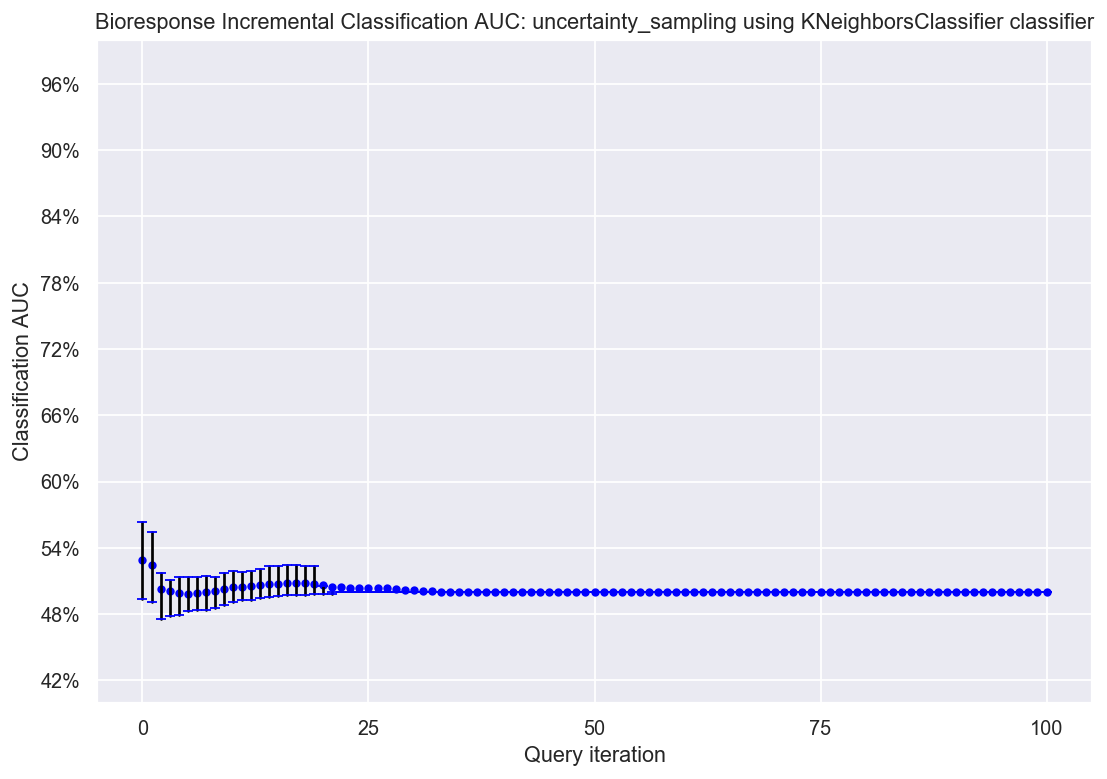 Bioresponse Incremental Classification AUC: uncertainty_sampling using KNeighborsClassifier classifier
96%
90%
84%
78%
72%
66%
60%
54%
48%
42%
Classification AUC
0 25 50 75 100
Query iteration